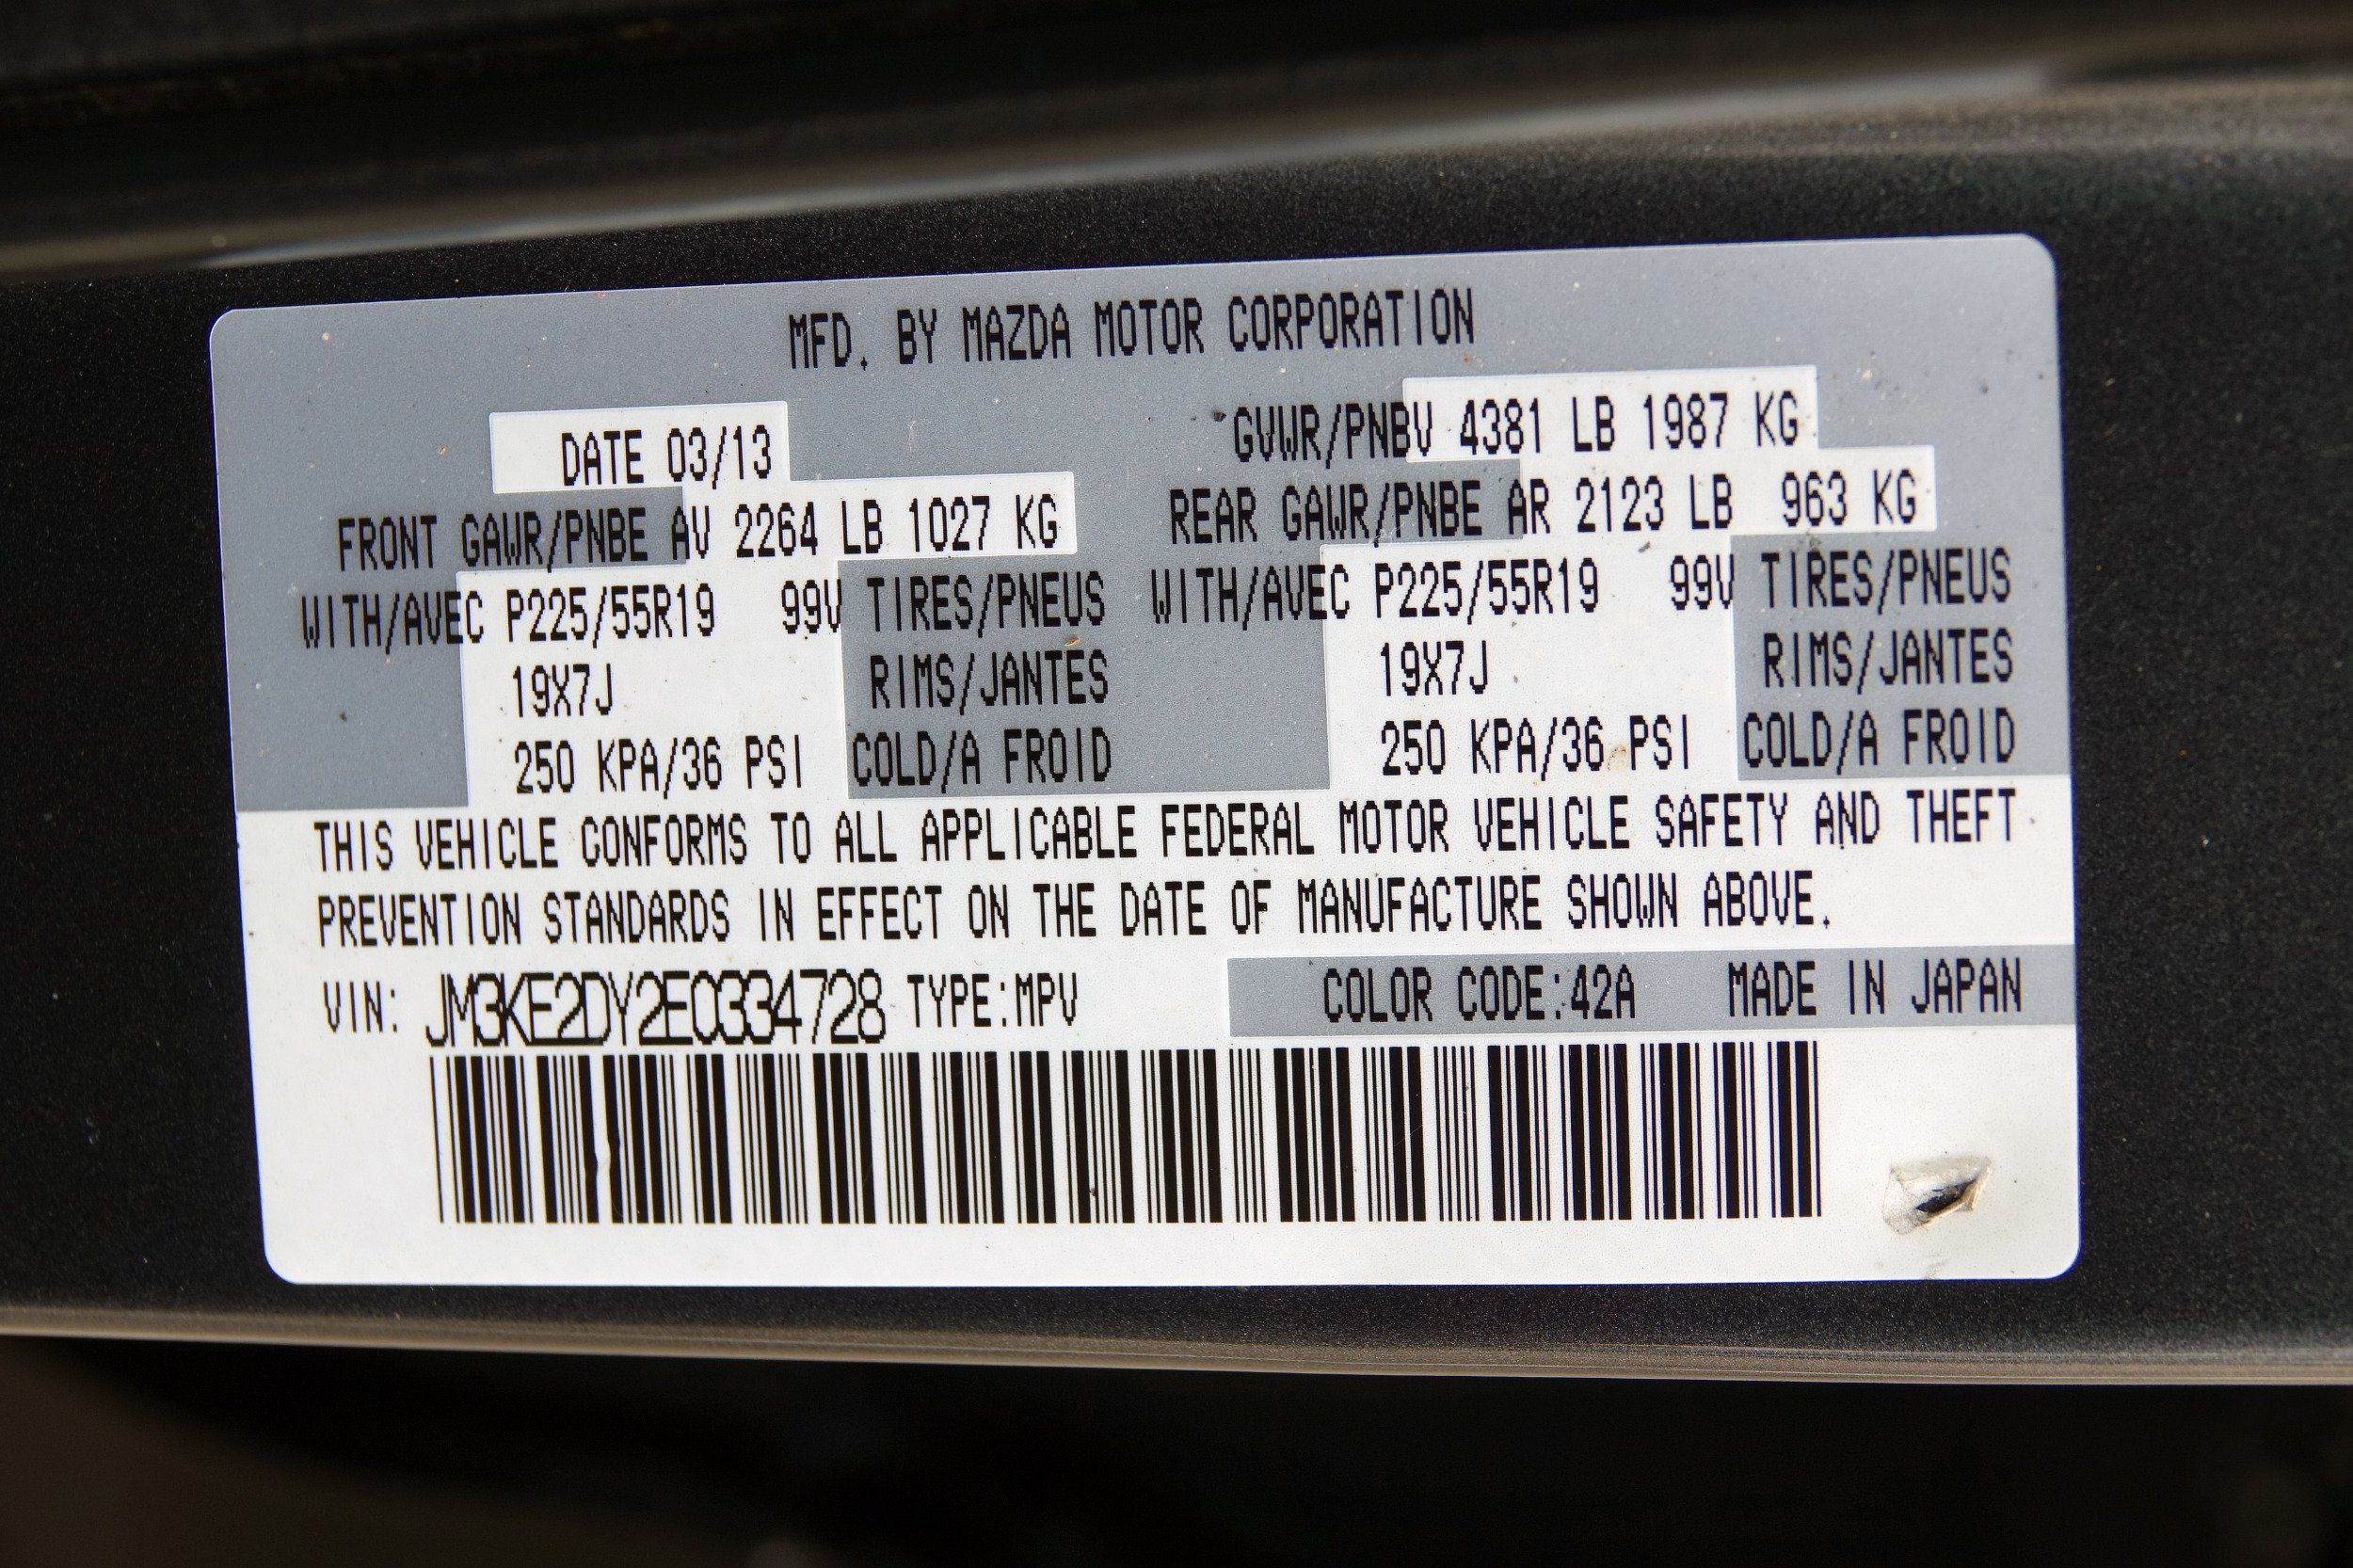 MFD. BY MAZDA MOTOR CORPORATION
DATE 03/13 GVWR/PNBV 4381 LB 1987 KG
FRONT GAWR/PNBE AV 2264 LB 1027 KG REAR GAWR/PNBE AR 2123 LB 963 KG
WITH/AVEC P225/55R19 99V TIRES/PNEUS WITH/AVEC P225/55R19 99V TIRES/PNEUS
19X7J RIMS/JANTES 19X7J RIMS/JANTES
250 KPA/36 PSI COLD/A FROID 250 KPA/36 PSI COLD/A FROID
THIS VEHICLE CONFORMS TO ALL APPLICABLE FEDERAL MOTOR VEHICLE SAFETY AND THEFT
PREVENTION STANDARDS IN EFFECT ON THE DATE OF MANUFACTURE SHOWN ABOVE.
VIN: JM3KE2DY2E0334728 TYPE:MPV COLOR CODE:42A MADE IN JAPAN